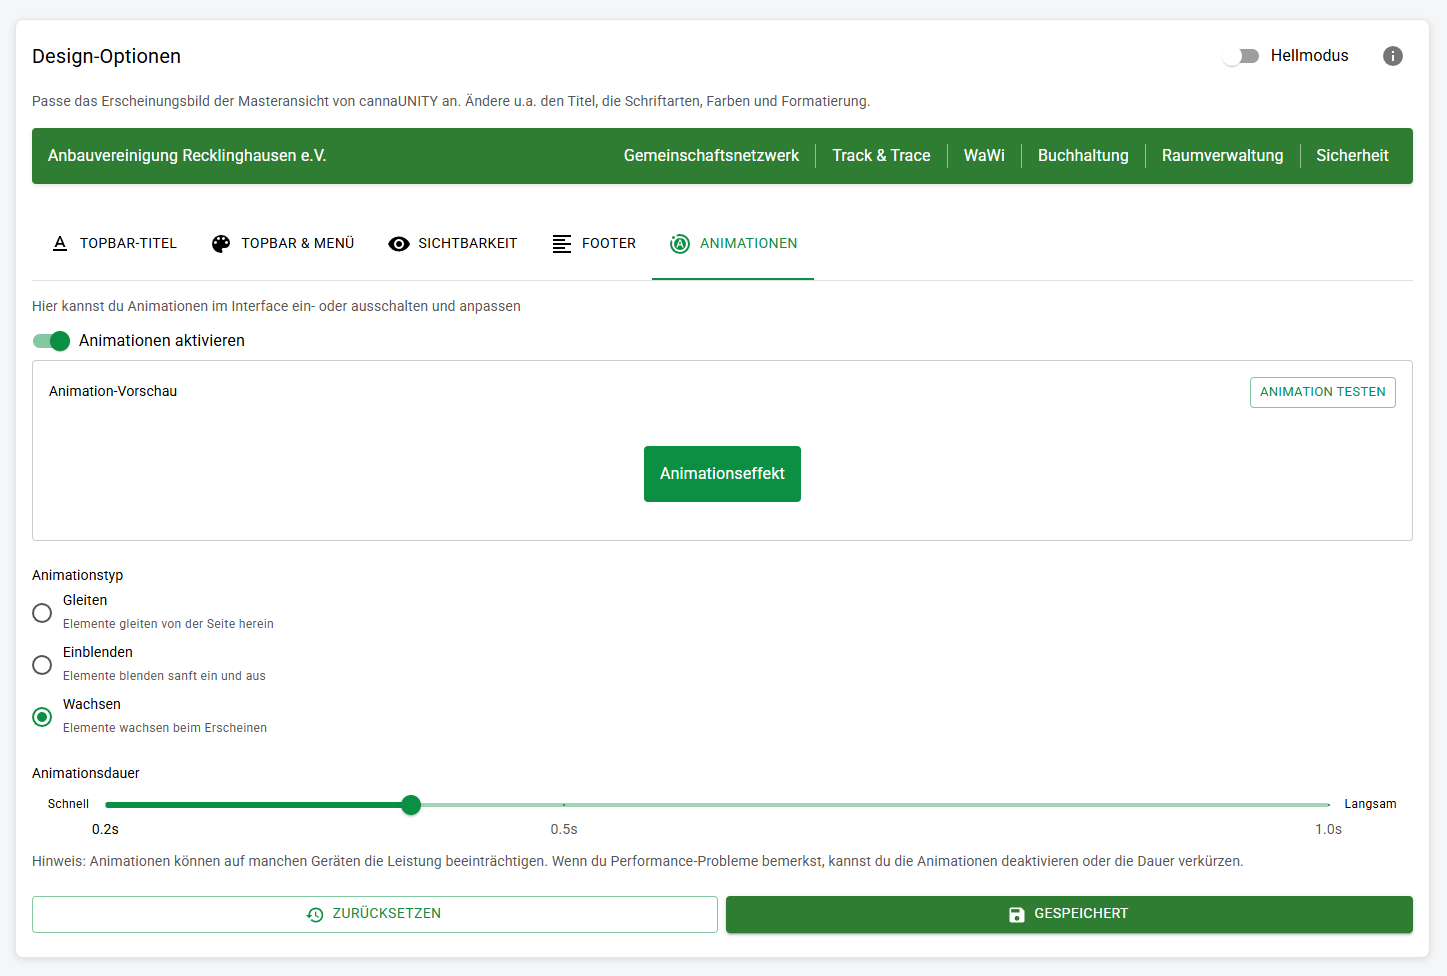 Design-Optionen
Hellmodus
Passe das Erscheinungsbild der Masteransicht von cannaUNITY an. Ändere u.a. den Titel, die Schriftarten, Farben und Formatierung.
Anbauvereinigung Recklinghausen e.V.
Gemeinschaftsnetzwerk
Track & Trace
WaWi
Buchhaltung
Raumverwaltung
Sicherheit
TOPBAR-TITEL
TOPBAR & MENÜ
SICHTBARKEIT
FOOTER
ANIMATIONEN
Hier kannst du Animationen im Interface ein- oder ausschalten und anpassen
Animationen aktivieren
Animation-Vorschau
ANIMATION TESTEN
Animationseffekt
Animationstyp
Gleiten
Elemente gleiten von der Seite herein
Einblenden
Elemente blenden sanft ein und aus
Wachsen
Elemente wachsen beim Erscheinen
Animationsdauer
Schnell
Langsam
0.2s
0.5s
1.0s
Hinweis: Animationen können auf manchen Geräten die Leistung beeinträchtigen. Wenn du Performance-Probleme bemerkst, kannst du die Animationen deaktivieren oder die Dauer verkürzen.
ZURÜCKSETZEN
GESPEICHERT